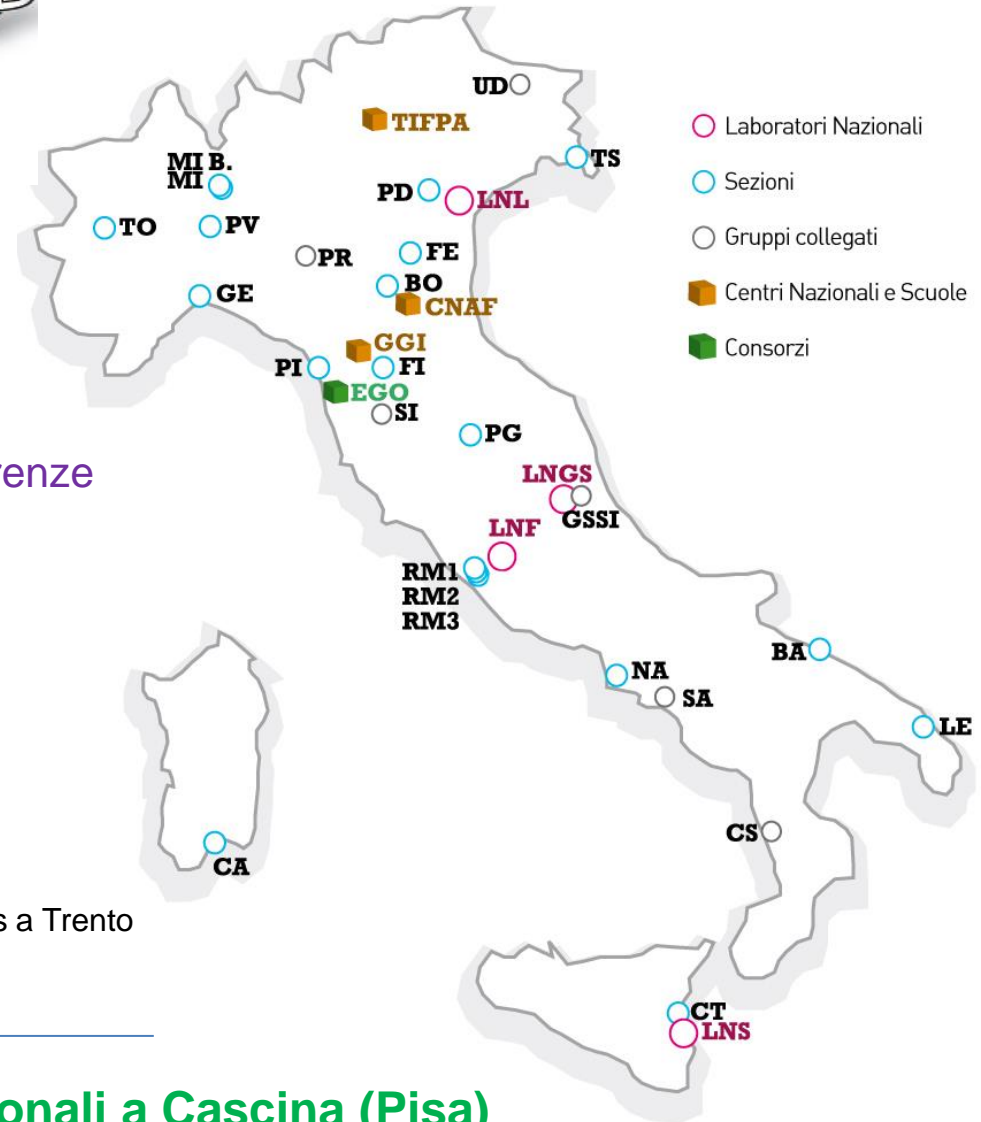 UD
TIFPA
Laboratori Nazionali
MI B.
MI
TS
Sezioni
PD
LNL
TO
PV
Gruppi collegati
PR
FE
BO
GE
CNAF
Centri Nazionali e Scuole
GGI
Consorzi
PI
FI
EGO
SI
PG
renze
LNGS
GSSI
LNF
RM1
RM2
RM3
BA
NA
SA
LE
CS
CA
s a Trento
CT
LNS
onali a Cascina (Pisa)